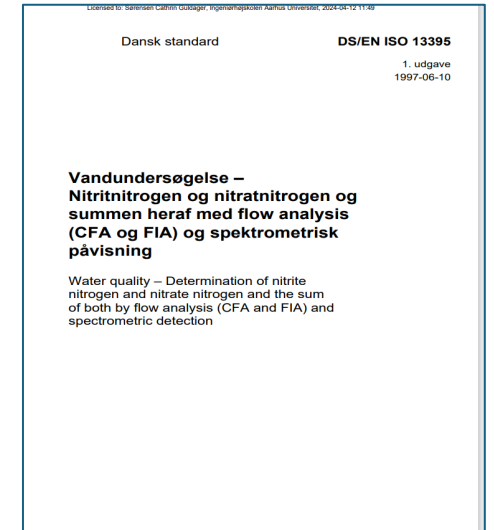 Licensed to: Sørensen Cathrin Guldager, Ingeniørhøjskolen Aarhus Universitet, 2024-04-12 11:49
Dansk standard
DS/EN ISO 13395
1. udgave
1997-06-10
Vandundersøgelse –
Nitritnitrogen og nitratnitrogen og
summen heraf med flow analysis
(CFA og FIA) og spektrometrisk
påvisning
Water quality – Determination of nitrite
nitrogen and nitrate nitrogen and the sum
of both by flow analysis (CFA and FIA) and
spectrometric detection